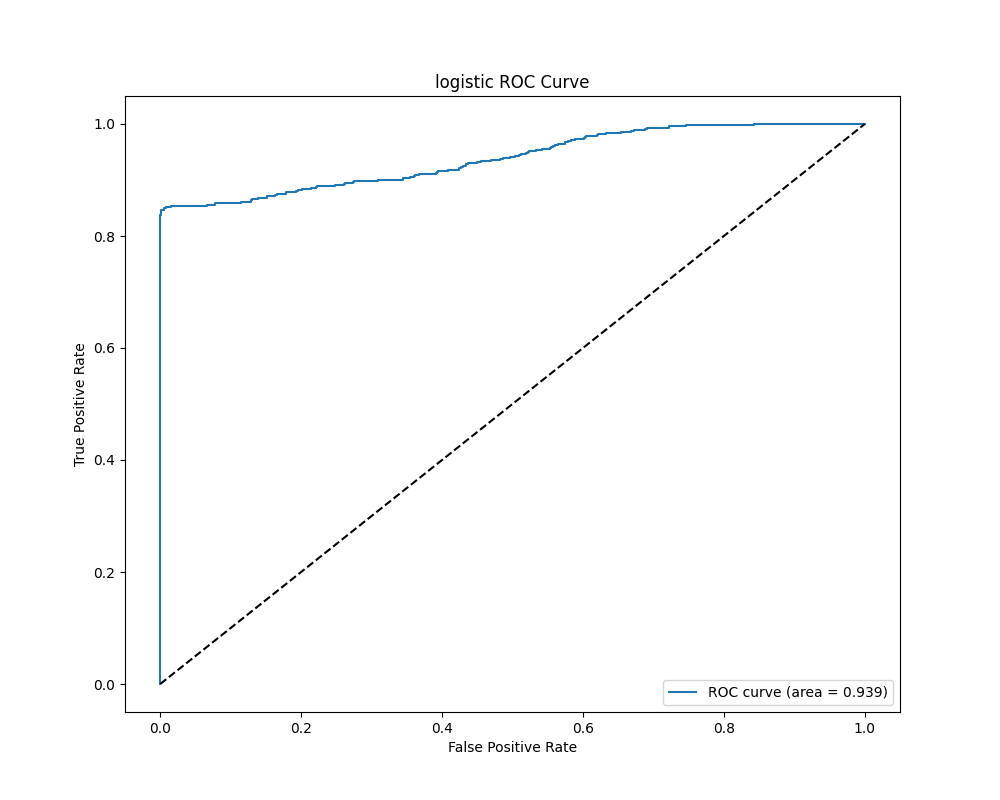 logistic ROC Curve
1.0
0.8
0.6
0.4
0.2
0.0
True Positive Rate
ROC curve (area = 0.939)
0.0 0.2 0.4 0.6 0.8 1.0
False Positive Rate